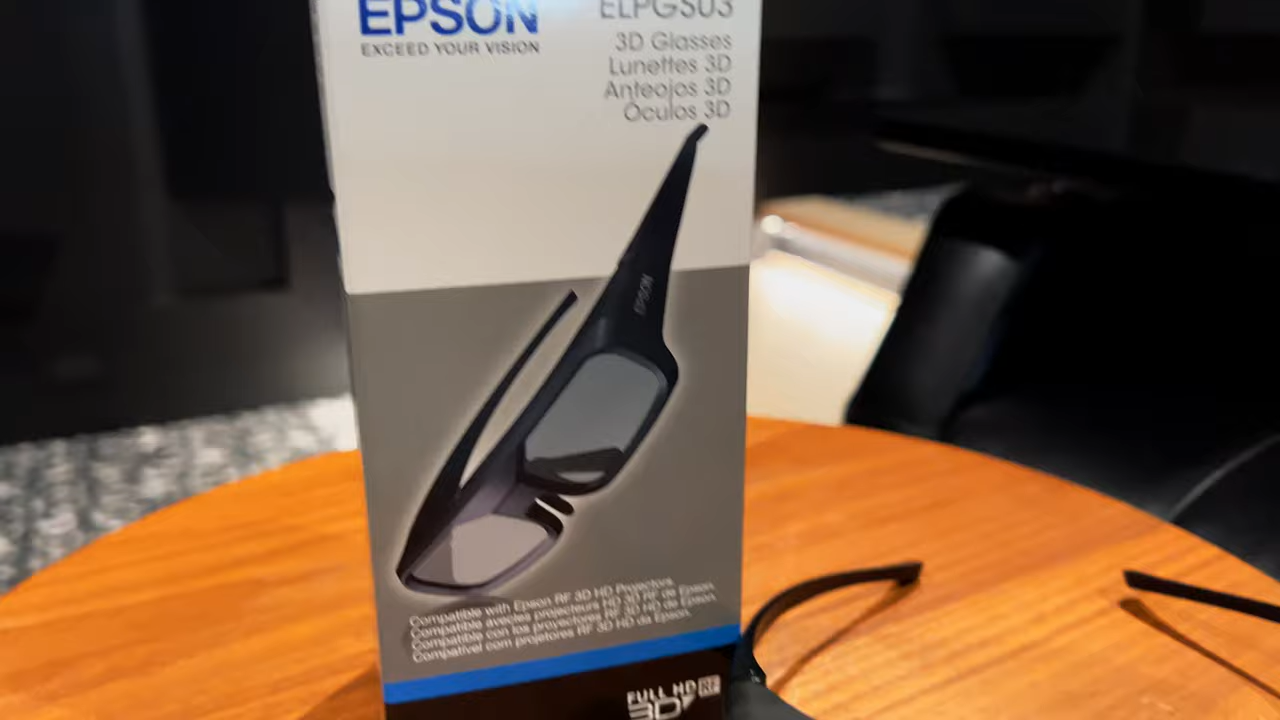 EPSON
EXCEED YOUR VISION
ELPGS03
3D Glasses
Lunettes 3D
Anteojos 3D
Óculos 3D
EPSON
Compatible with Epson RF 3D HD Projectors.
Compatible avec les projecteurs HD 3D RF de Epson.
Compatible con los proyectores RF 3D HD de Epson.
Compatível com projetores RF 3D HD da Epson.
FULL HD
3D
RF